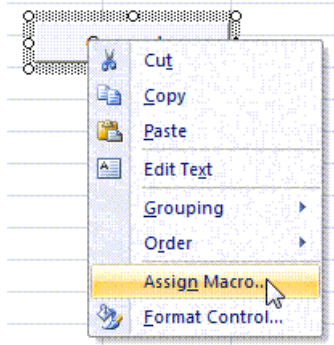 Cut
Copy
Paste
Edit Text
Grouping
Order
Assign Macro...
Format Control...